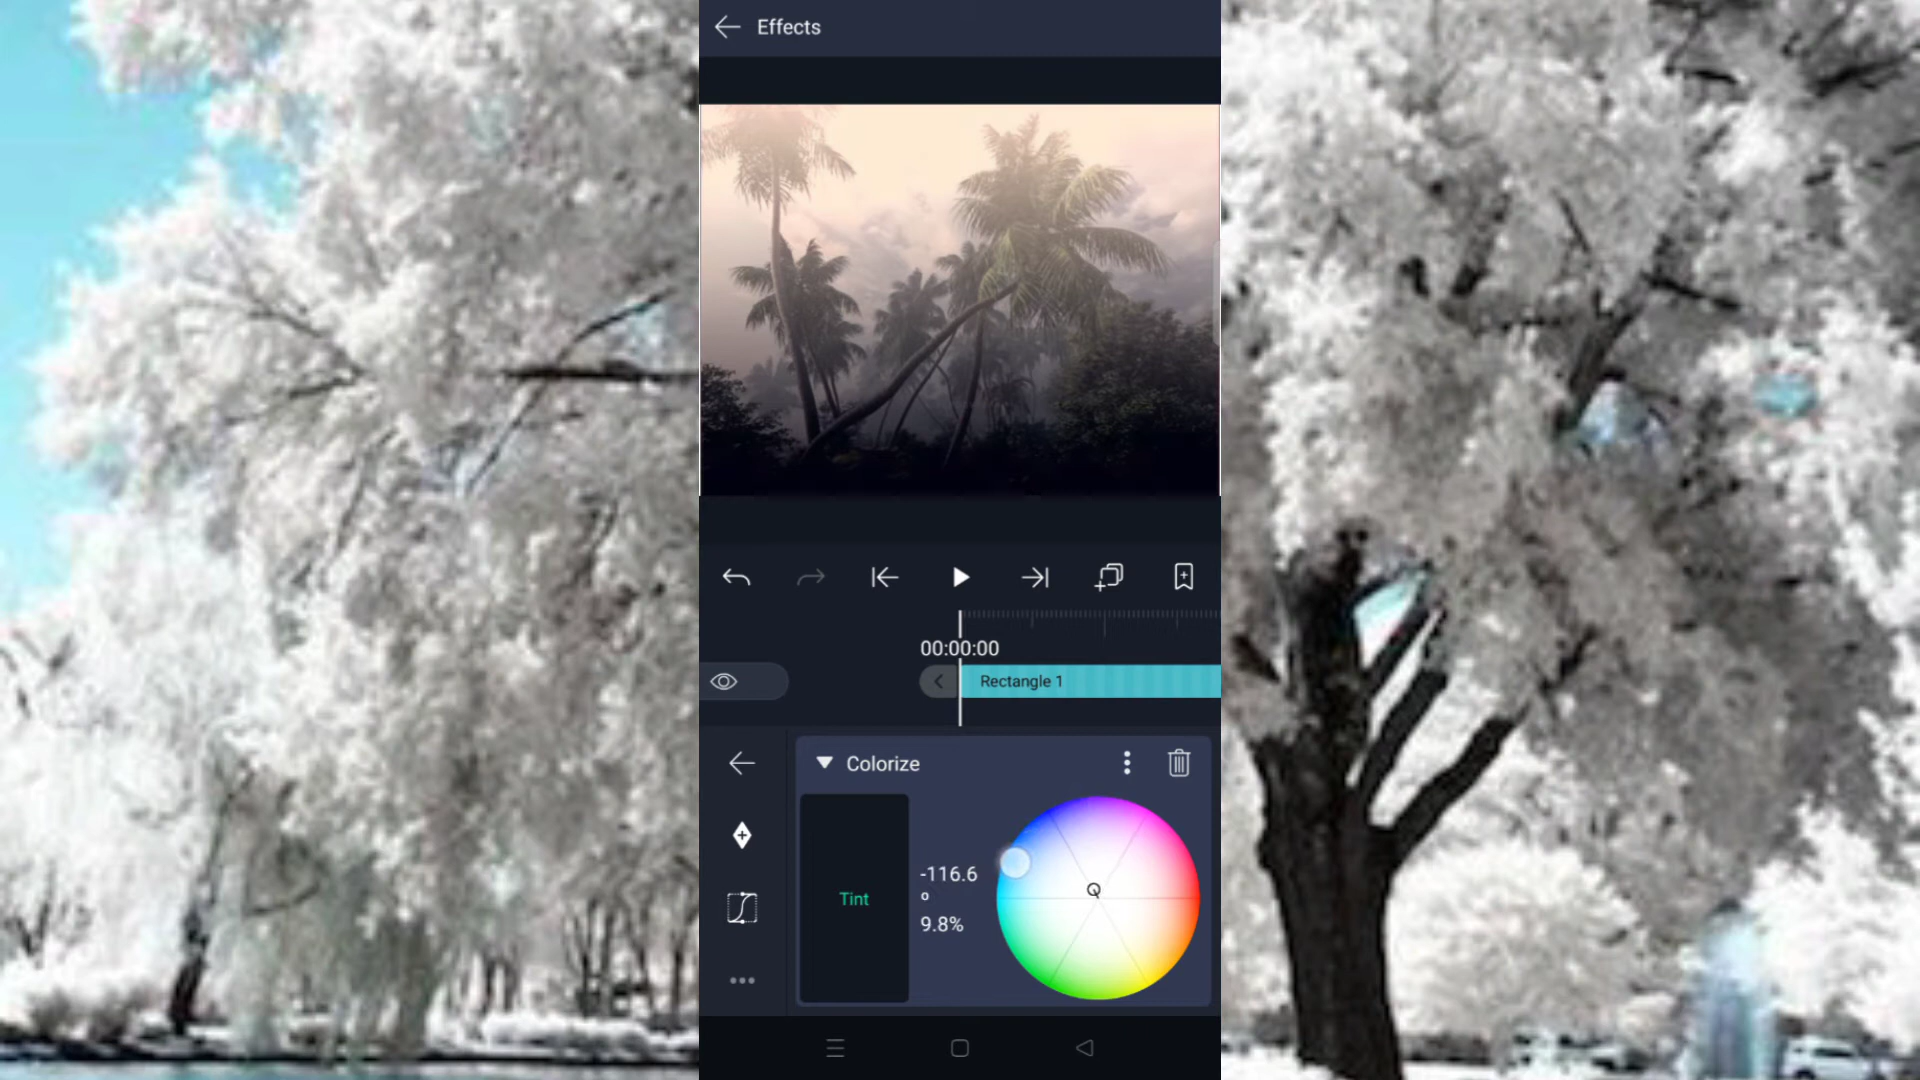 Effects
00:00:00
Rectangle 1
Colorize
Tint
-116.6
°
9.8%